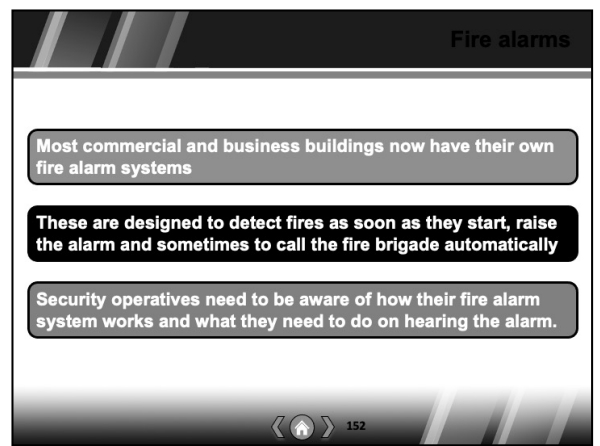 Fire alarms
Most commercial and business buildings now have their own
fire alarm systems
These are designed to detect fires as soon as they start, raise
the alarm and sometimes to call the fire brigade automatically
Security operatives need to be aware of how their fire alarm
system works and what they need to do on hearing the alarm.
152